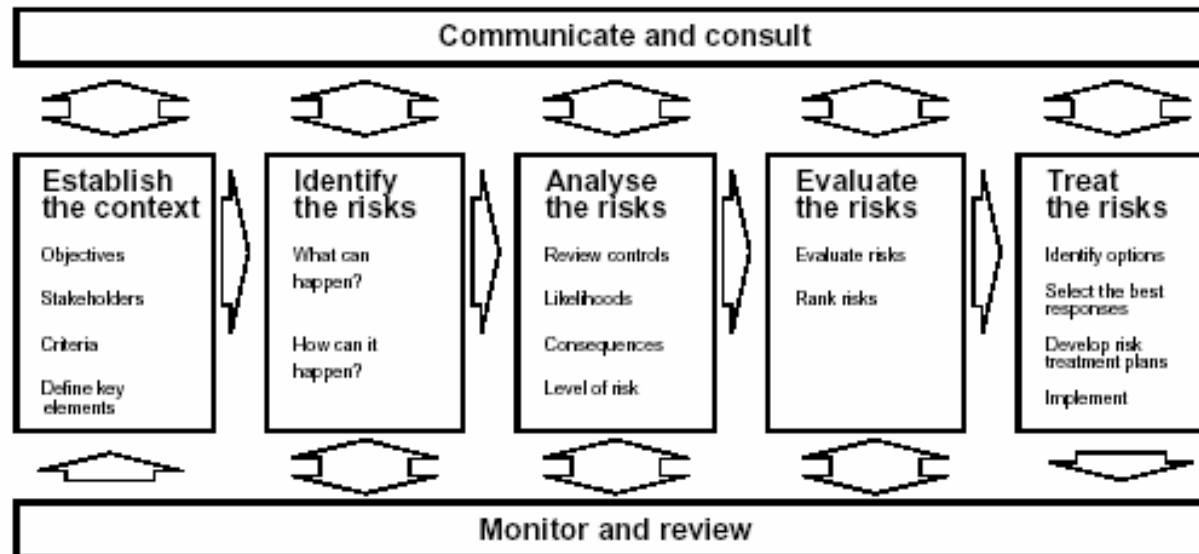 Communicate and consult
Establish
the context
Objectives
Stakeholders
Criteria
Define key
elements
Identify
the risks
What can
happen?
How can it
happen?
Analyse
the risks
Review controls
Likelihoods
Consequences
Level of risk
Evaluate
the risks
Evaluate risks
Rank risks
Treat
the risks
Identify options
Select the best
responses
Develop risk
treatment plans
Implement
Monitor and review